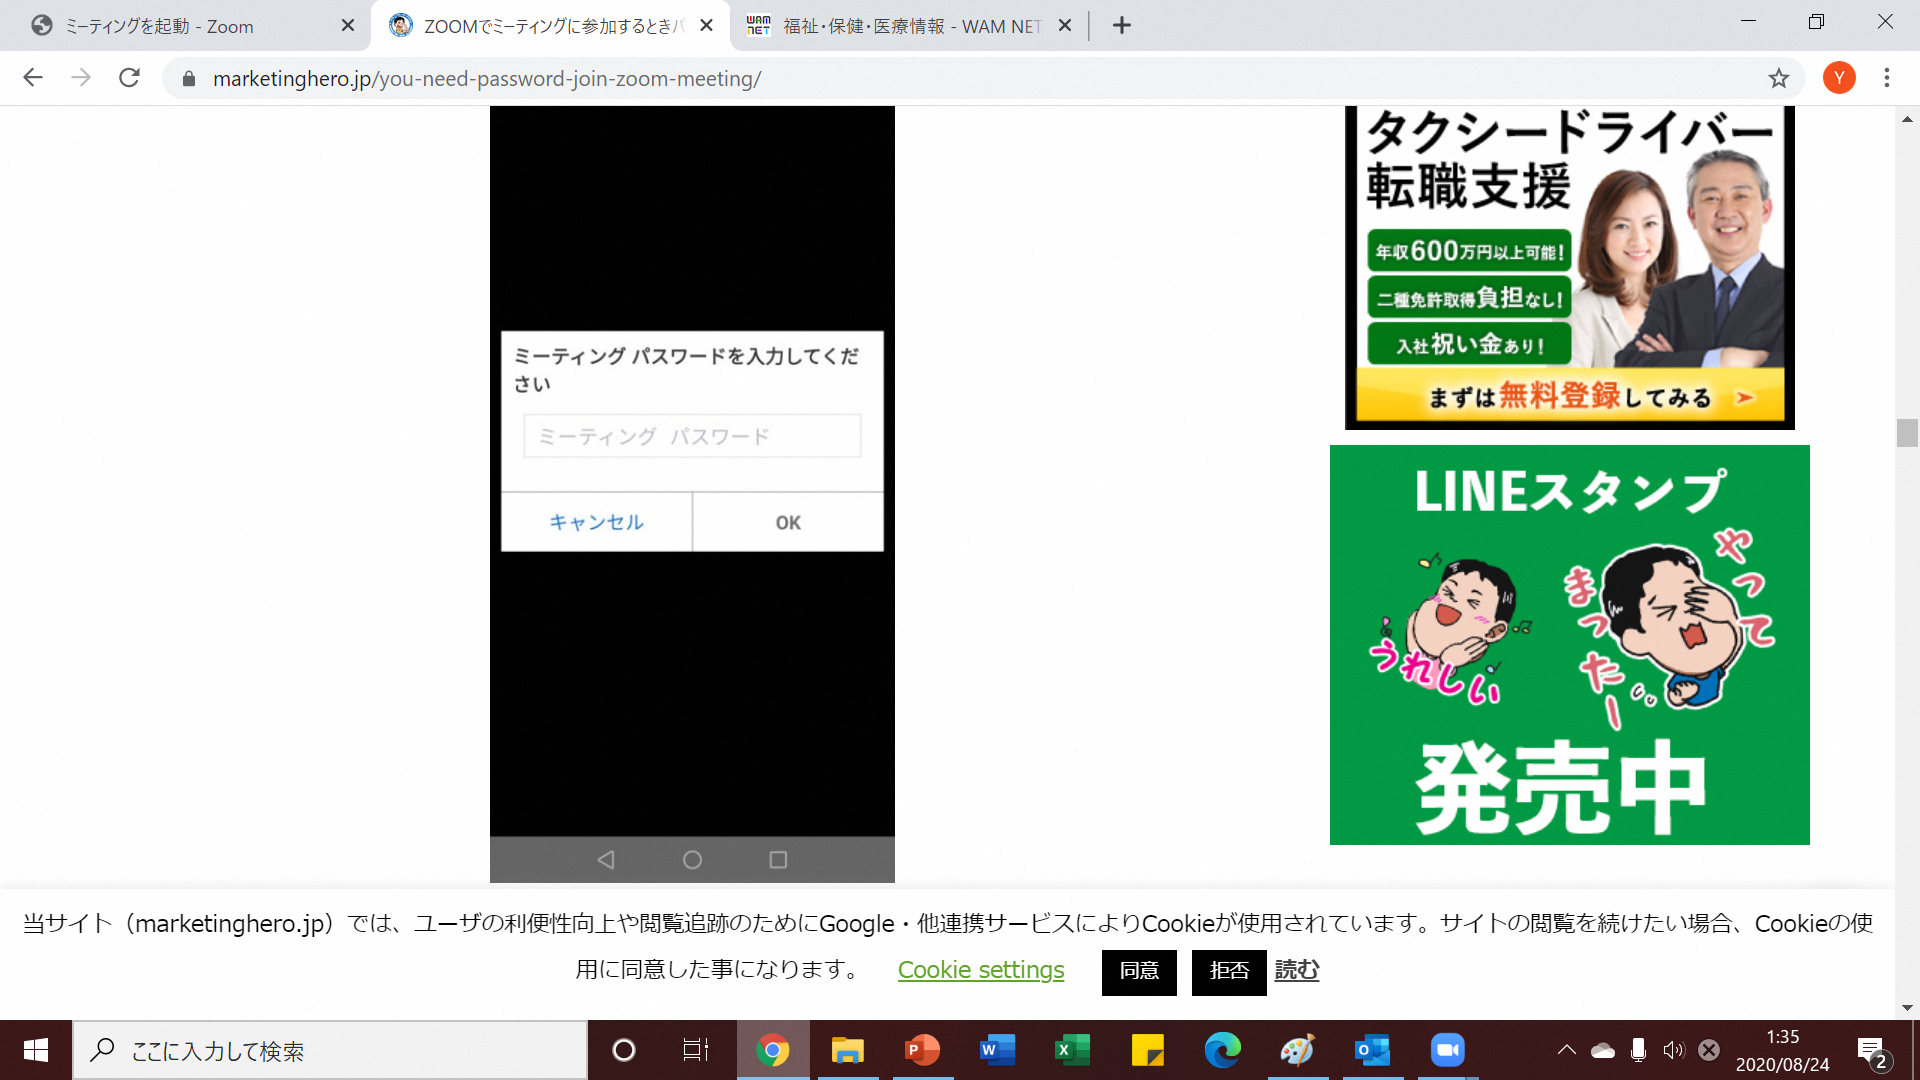 ミーティングを起動 - Zoom
ZOOMでミーティングに参加するときパ
WAM NET
福祉・保健・医療情報 - WAM NET
marketinghero.jp/you-need-password-join-zoom-meeting/
Y
ミーティング パスワードを入力してくだ
さい
ミーティング パスワード
キャンセル
OK
タクシードライバー
転職支援
年収600万円以上可能!
二種免許取得負担なし!
入社祝い金あり!
まずは無料登録してみる
LINEスタンプ
うれしい
やって
まったー
発売中
当サイト（marketinghero.jp）では、ユーザの利便性向上や閲覧追跡のためにGoogle・他連携サービスによりCookieが使用されています。サイトの閲覧を続けたい場合、Cookieの使
用に同意した事になります。 Cookie settings 同意 拒否 読む
ここに入力して検索
1:35
2020/08/24
2